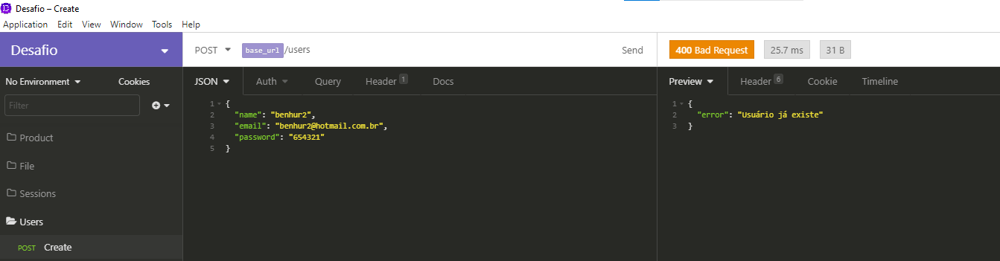 Desafio – Create
Application Edit View Window Tools Help
Desafio
POST base_url/users Send
400 Bad Request 25.7 ms 31 B
No Environment Cookies
JSON Auth Query Header 1 Docs
Preview Header 6 Cookie Timeline
Filter
Product
File
Sessions
Users
POST Create
1 {
2 "name": "benhur2",
3 "email": "benhur2@hotmail.com.br",
4 "password": "654321"
5 }
1 {
2 "error": "Usuário já existe"
3 }